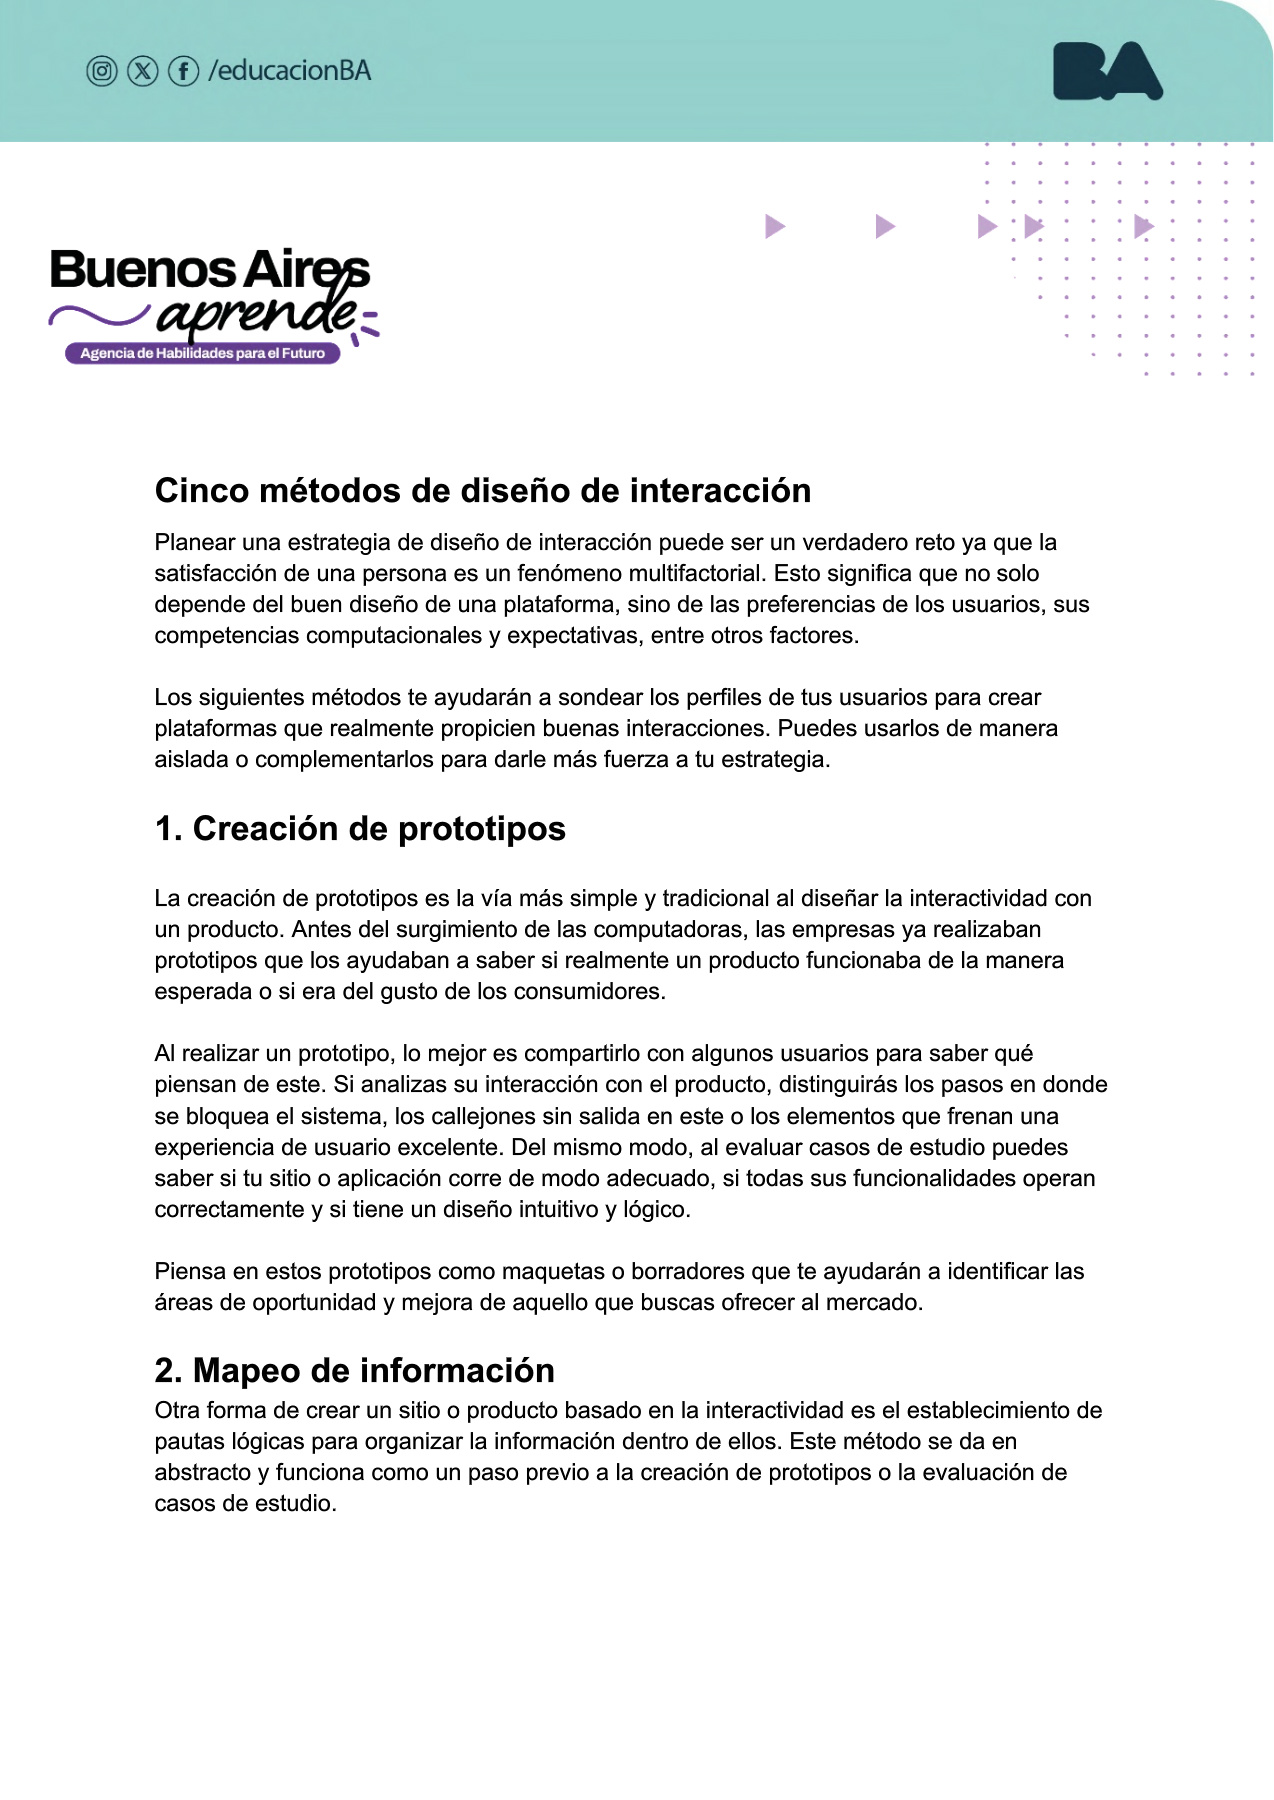 /educacionBA
BA
Buenos Aires
aprende
Agencia de Habilidades para el Futuro
Cinco métodos de diseño de interacción
Planear una estrategia de diseño de interacción puede ser un verdadero reto ya que la
satisfacción de una persona es un fenómeno multifactorial. Esto significa que no solo
depende del buen diseño de una plataforma, sino de las preferencias de los usuarios, sus
competencias computacionales y expectativas, entre otros factores.
Los siguientes métodos te ayudarán a sondear los perfiles de tus usuarios para crear
plataformas que realmente propicien buenas interacciones. Puedes usarlos de manera
aislada o complementarlos para darle más fuerza a tu estrategia.
1. Creación de prototipos
La creación de prototipos es la vía más simple y tradicional al diseñar la interactividad con
un producto. Antes del surgimiento de las computadoras, las empresas ya realizaban
prototipos que los ayudaban a saber si realmente un producto funcionaba de la manera
esperada o si era del gusto de los consumidores.
Al realizar un prototipo, lo mejor es compartirlo con algunos usuarios para saber qué
piensan de este. Si analizas su interacción con el producto, distinguirás los pasos en donde
se bloquea el sistema, los callejones sin salida en este o los elementos que frenan una
experiencia de usuario excelente. Del mismo modo, al evaluar casos de estudio puedes
saber si tu sitio o aplicación corre de modo adecuado, si todas sus funcionalidades operan
correctamente y si tiene un diseño intuitivo y lógico.
Piensa en estos prototipos como maquetas o borradores que te ayudarán a identificar las
áreas de oportunidad y mejora de aquello que buscas ofrecer al mercado.
2. Mapeo de información
Otra forma de crear un sitio o producto basado en la interactividad es el establecimiento de
pautas lógicas para organizar la información dentro de ellos. Este método se da en
abstracto y funciona como un paso previo a la creación de prototipos o la evaluación de
casos de estudio.